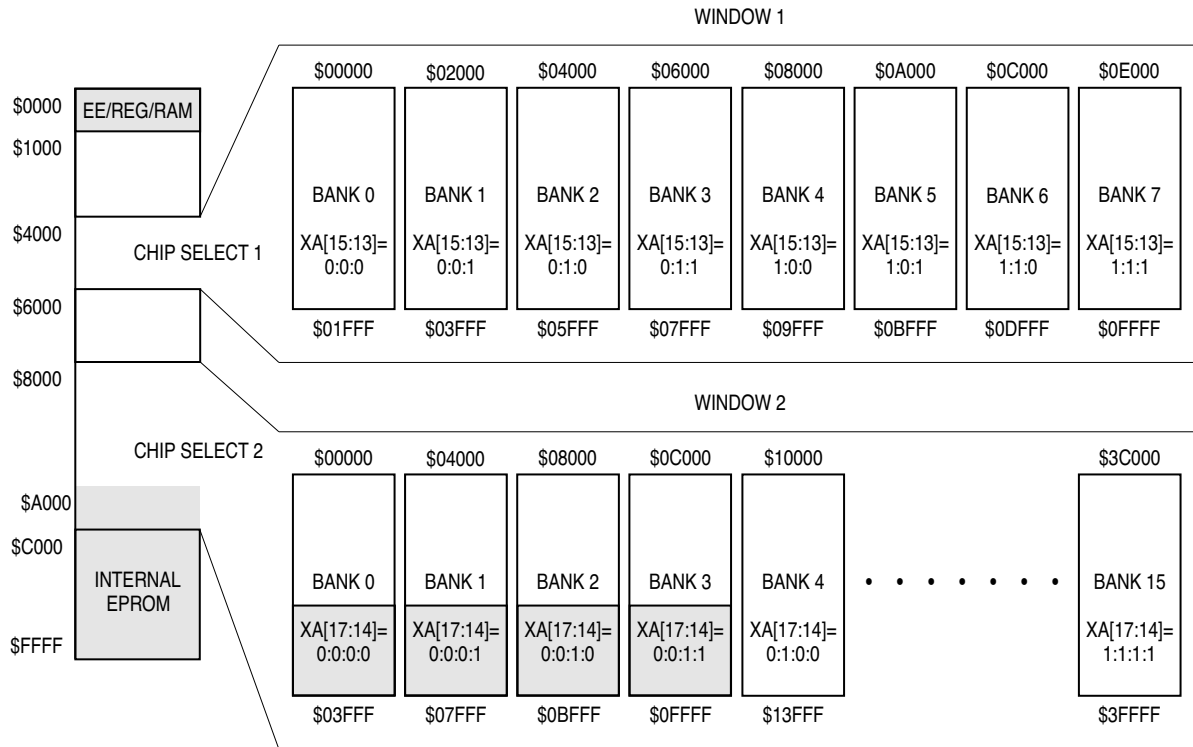 WINDOW 1
$00000 $02000 $04000 $06000 $08000 $0A000 $0C000 $0E000
$0000 EE/REG/RAM
$1000
BANK 0 BANK 1 BANK 2 BANK 3 BANK 4 BANK 5 BANK 6 BANK 7
$4000
CHIP SELECT 1
XA[15:13]= XA[15:13]= XA[15:13]= XA[15:13]= XA[15:13]= XA[15:13]= XA[15:13]= XA[15:13]=
0:0:0 0:0:1 0:1:0 0:1:1 1:0:0 1:0:1 1:1:0 1:1:1
$6000
$01FFF $03FFF $05FFF $07FFF $09FFF $0BFFF $0DFFF $0FFFF
$8000
WINDOW 2
CHIP SELECT 2
$00000 $04000 $08000 $0C000 $10000 $3C000
$A000
$C000
INTERNAL
EPROM
BANK 0 BANK 1 BANK 2 BANK 3 BANK 4 • • • • • • • BANK 15
XA[17:14]= XA[17:14]= XA[17:14]= XA[17:14]= XA[17:14]= XA[17:14]=
0:0:0:0 0:0:0:1 0:0:1:0 0:0:1:1 0:1:0:0 1:1:1:1
$FFFF
$03FFF $07FFF $0BFFF $0FFFF $13FFF $3FFFF